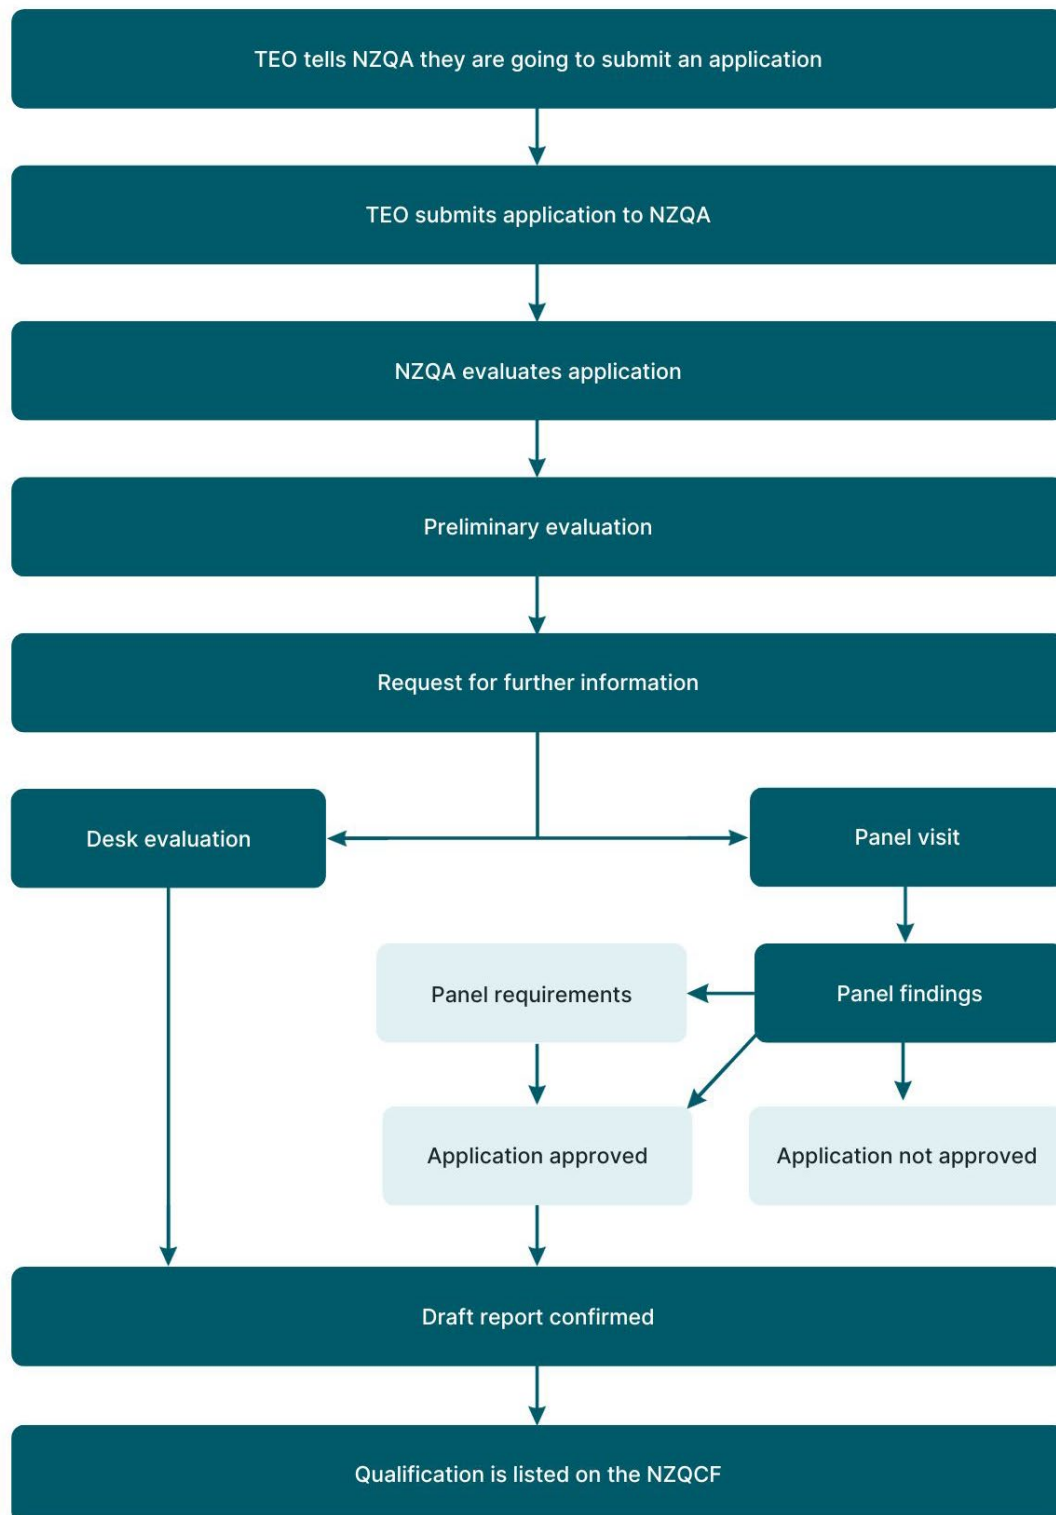 TEO tells NZQA they are going to submit an application
TEO submits application to NZQA
NZQA evaluates application
Preliminary evaluation
Request for further information
Desk evaluation
Panel visit
Panel requirements
Panel findings
Application approved
Application not approved
Draft report confirmed
Qualification is listed on the NZQCF